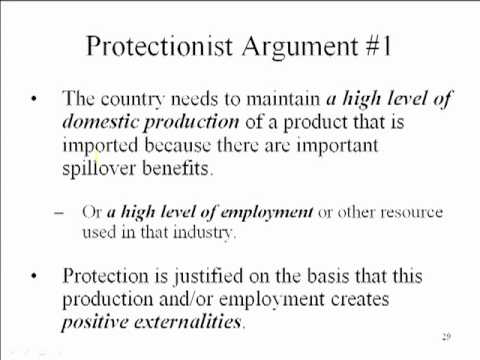 Protectionist Argument #1
• The country needs to maintain a high level of
domestic production of a product that is
imported because there are important
spillover benefits.
– Or a high level of employment or other resource
used in that industry.
• Protection is justified on the basis that this
production and/or employment creates
positive externalities.
29